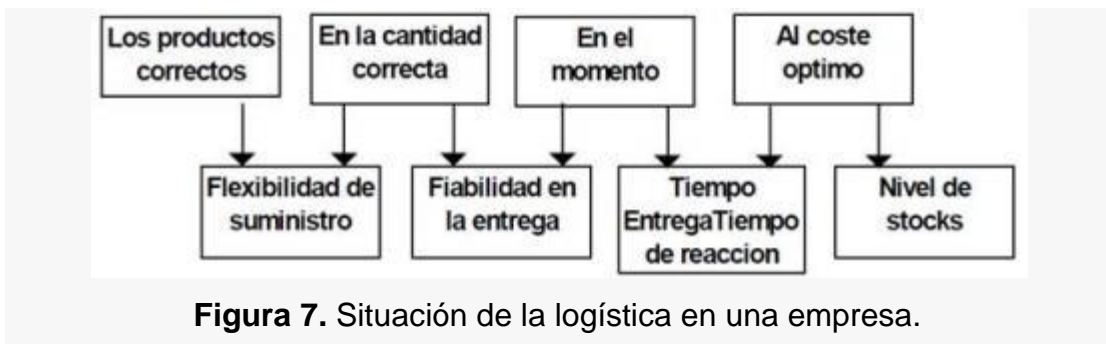 Los productos
correctos
En la cantidad
correcta
En el
momento
Al coste
optimo
Flexibilidad de
suministro
Fiabilidad en
la entrega
Tiempo
EntregaTiempo
de reaccion
Nivel de
stocks
Figura 7. Situación de la logística en una empresa.